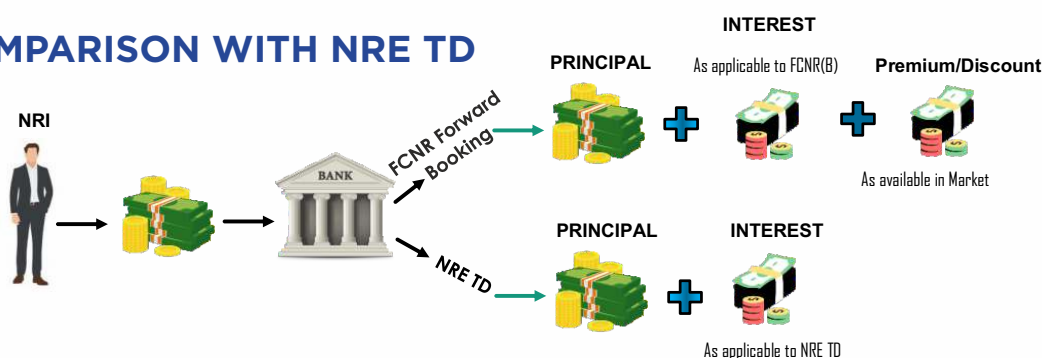 MPARISON WITH NRE TD
NRI
BANK
FCNR Forward
Booking
PRINCIPAL
INTEREST
As applicable to FCNR(B)
Premium/Discount
As available in Market
NRE TD
PRINCIPAL
INTEREST
As applicable to NRE TD